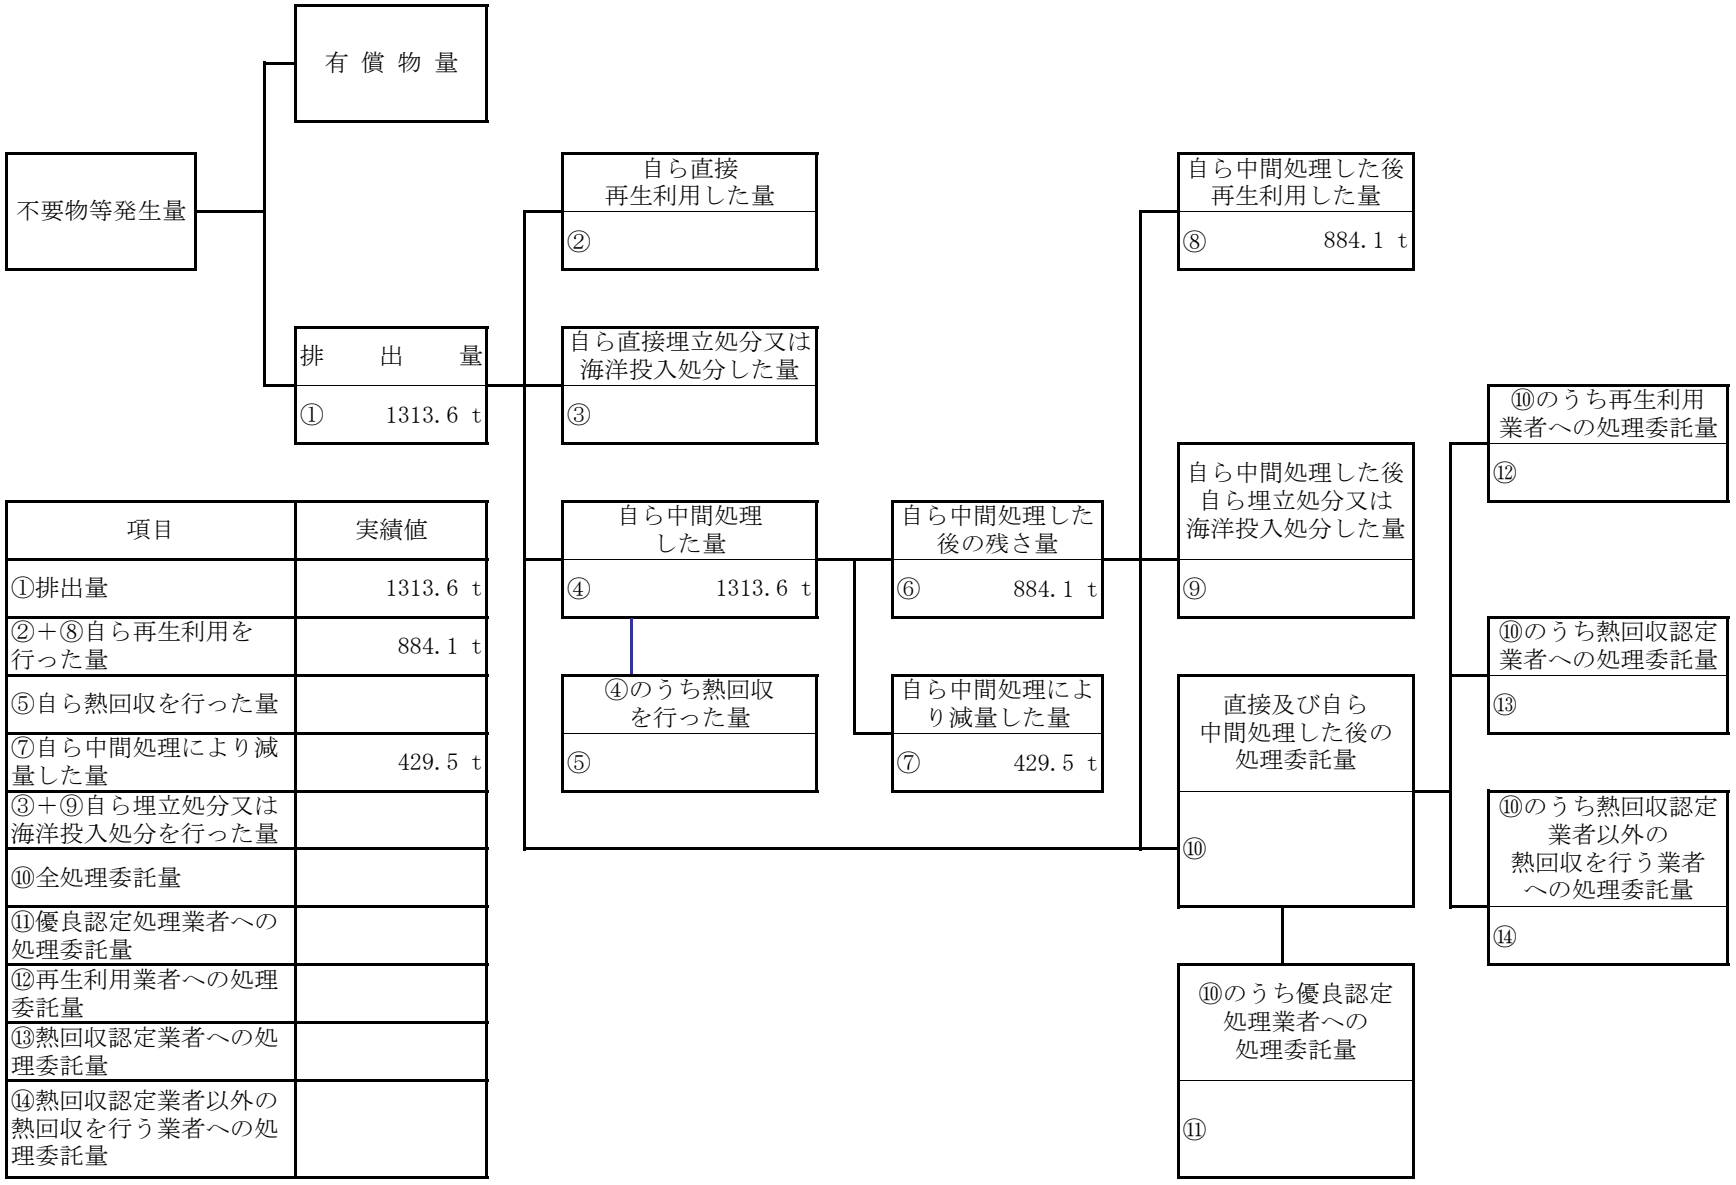 有償物量
不要物等発生量
自ら直接
再生利用した量
②
自ら中間処理した後
再生利用した量
⑧ 884.1 t
排出量
① 1313.6 t
自ら直接埋立処分又は
海洋投入処分した量
③
⑩のうち再生利用
業者への処理委託量
⑫
自ら中間処理した後
自ら埋立処分又は
海洋投入処分した量
⑨
自ら中間処理
した量
④ 1313.6 t
自ら中間処理した
後の残さ量
⑥ 884.1 t
⑩のうち熱回収認定
業者への処理委託量
⑬
④のうち熱回収
を行った量
⑤
自ら中間処理によ
り減量した量
⑦ 429.5 t
直接及び自ら
中間処理した後の
処理委託量
⑩
⑩のうち熱回収認定
業者以外の
熱回収を行う業者
への処理委託量
⑭
⑩のうち優良認定
処理業者への
処理委託量
⑪
項目 実績値
①排出量 1313.6 t
②+⑧自ら再生利用を
行った量 884.1 t
⑤自ら熱回収を行った量
⑦自ら中間処理により減
量した量 429.5 t
③+⑨自ら埋立処分又は
海洋投入処分を行った量
⑩全処理委託量
⑪優良認定処理業者への
処理委託量
⑫再生利用業者への処理
委託量
⑬熱回収認定業者への処
理委託量
⑭熱回収認定業者以外の
熱回収を行う業者への処
理委託量